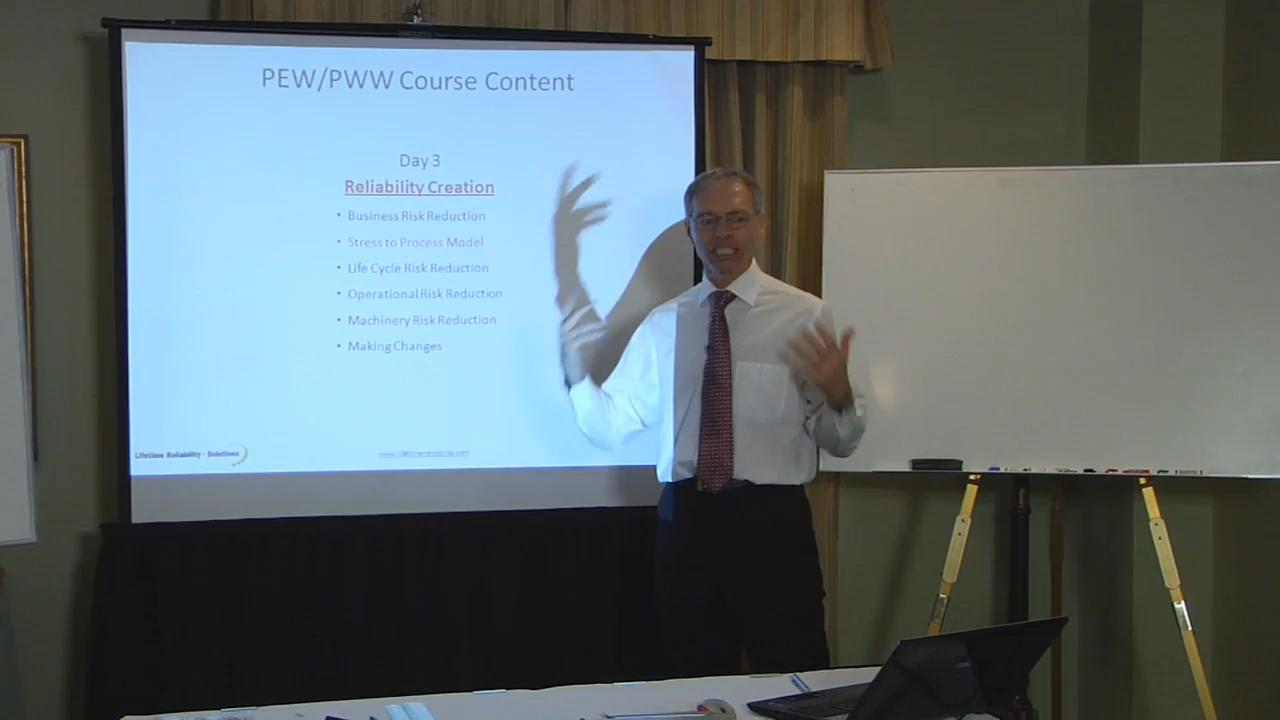 PEW/PWW Course Content
Day 3
Reliability Creation
• Business Risk Reduction
• Stress to Process Model
• Life Cycle Risk Reduction
• Operational Risk Reduction
• Machinery Risk Reduction
• Making Changes
Lifetime Reliability - Solutions